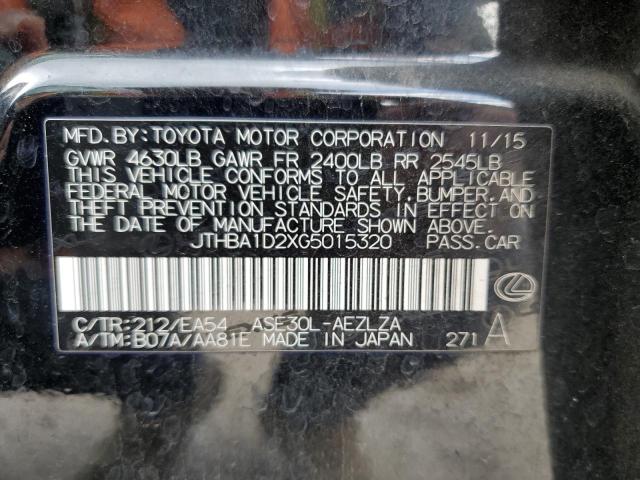 MFD.BY:TOYOTA MOTOR CORPORATION 11/15
GVWR 4630LB GAWR FR 2400LB RR 2545LB
THIS VEHICLE CONFORMS TO ALL APPLICABLE
FEDERAL MOTOR VEHICLE SAFETY,BUMPER,AND
THEFT PREVENTION STANDARDS IN EFFECT ON
THE DATE OF MANUFACTURE SHOWN ABOVE.
JTHBA1D2XG5015320 PASS.CAR
C/TR:212/EA54 ASE30L-AEZLZA
A/TM:B07A/AA81E MADE IN JAPAN 271 A